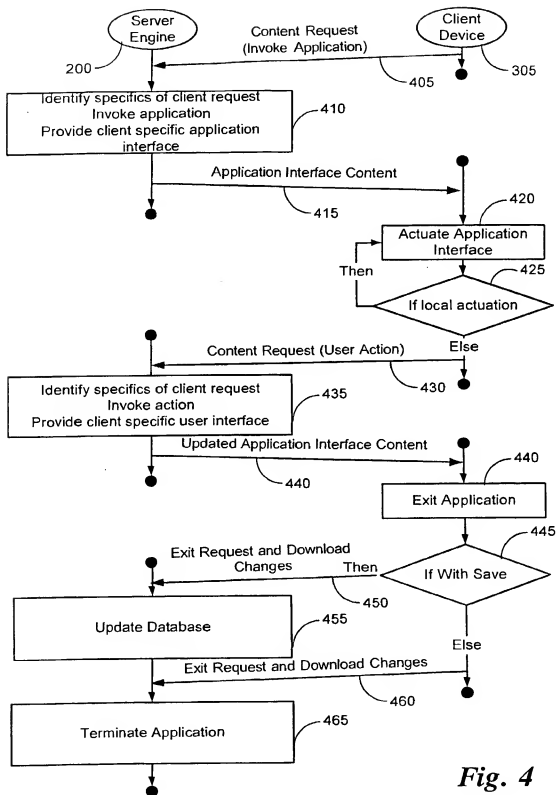 Server
Engine
Content Request
(Invoke Application)
Client
Device
200
405
305
Identify specifics of client request
Invoke application
Provide client specific application
interface
410
Application Interface Content
415
420
Actuate Application
Interface
Then
425
If local actuation
Else
Content Request (User Action)
430
Identify specifics of client request
Invoke action
Provide client specific user interface
435
Updated Application Interface Content
440
440
Exit Application
445
Exit Request and Download
Changes
Then
If With Save
450
Update Database
455
Else
Exit Request and Download Changes
460
Terminate Application
465
Fig. 4